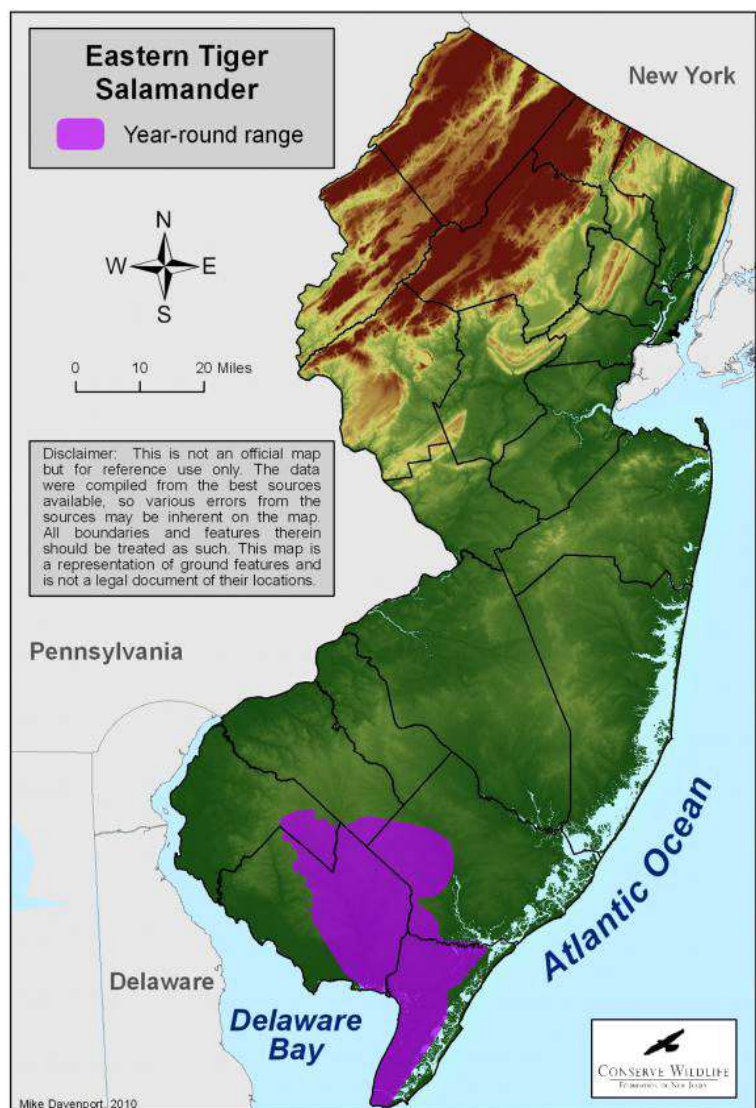 Eastern Tiger
Salamander
Year-round range
New York
N
W E
S
0 20 Miles
Disclaimer: This is not an official map
but for reference use only. The data
were compiled from the best sources
available, so various errors from the
sources may be inherent on the map.
All boundaries and features therein
should be treated as such. This map is
a representation of ground features and
is not a legal document of their locations.
Pennsylvania
Atlantic Ocean
Delaware
Delaware
Bay
CONSERVE WILDLIFE
FOUNDATION OF NEW JERSEY
Mike Davenport, 2010